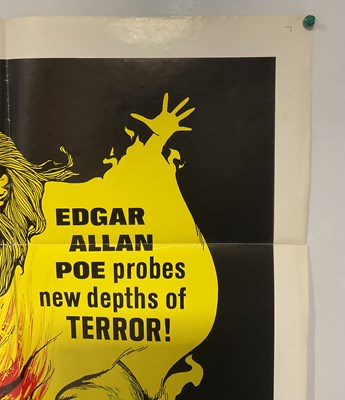 EDGAR
ALLAN
POE probes
new depths of
TERROR!